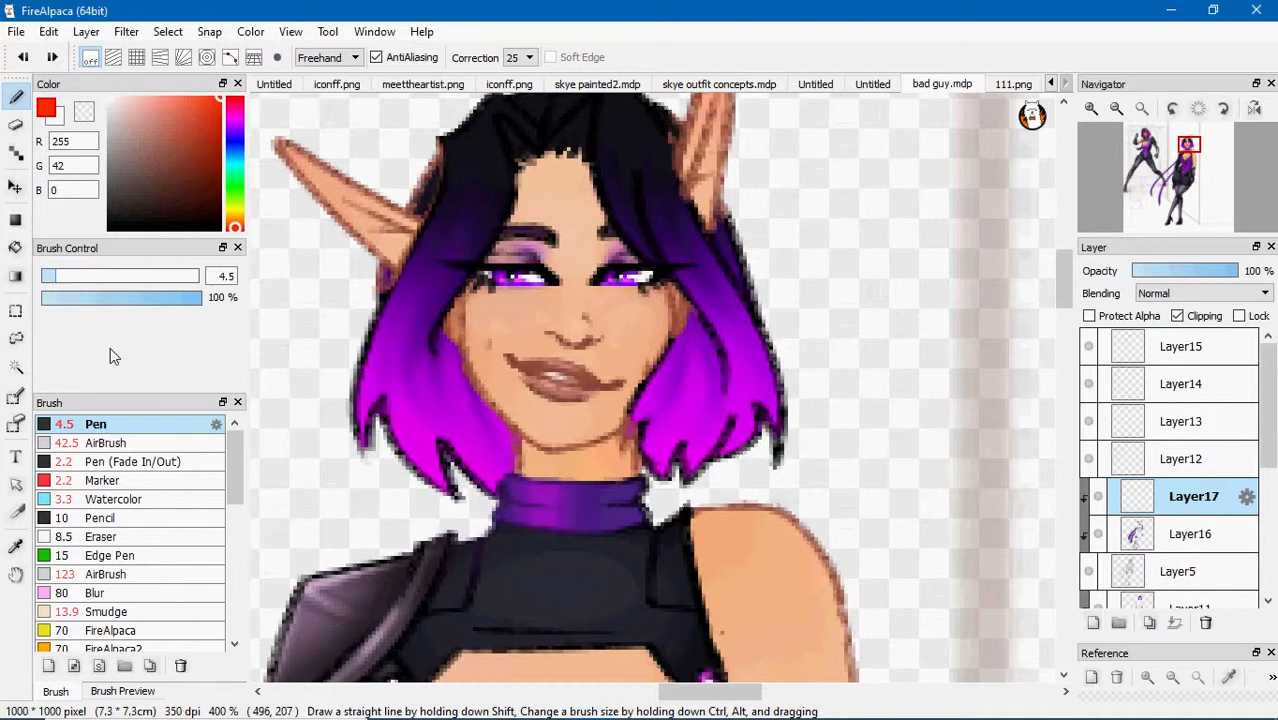 FireAlpaca (64bit)
File Edit Layer Filter Select Snap Color View Tool Window Help
off Freehand AntiAliasing Correction 25 Soft Edge
Color
Untitled iconff.png meettheartist.png iconff.png skye painted2.mdp skye outfit concepts.mdp Untitled Untitled bad guy.mdp 111.png
Navigator
R 255
G 42
B 0
Brush Control
4.5
100 %
Layer
Opacity 100 %
Blending Normal
Protect Alpha Clipping Lock
Layer15
Layer14
Layer13
Layer12
Layer17
Layer16
Layer5
Layer11
Brush
4.5 Pen
42.5 AirBrush
2.2 Pen (Fade In/Out)
2.2 Marker
3.3 Watercolor
10 Pencil
8.5 Eraser
15 Edge Pen
123 AirBrush
80 Blur
13.9 Smudge
70 FireAlpaca
70 FireAlpaca2
Reference
Brush Brush Preview
1000 * 1000 pixel (7.3 * 7.3cm) 350 dpi 400 % ( 496, 207 ) Draw a straight line by holding down Shift, Change a brush size by holding down Ctrl, Alt, and dragging